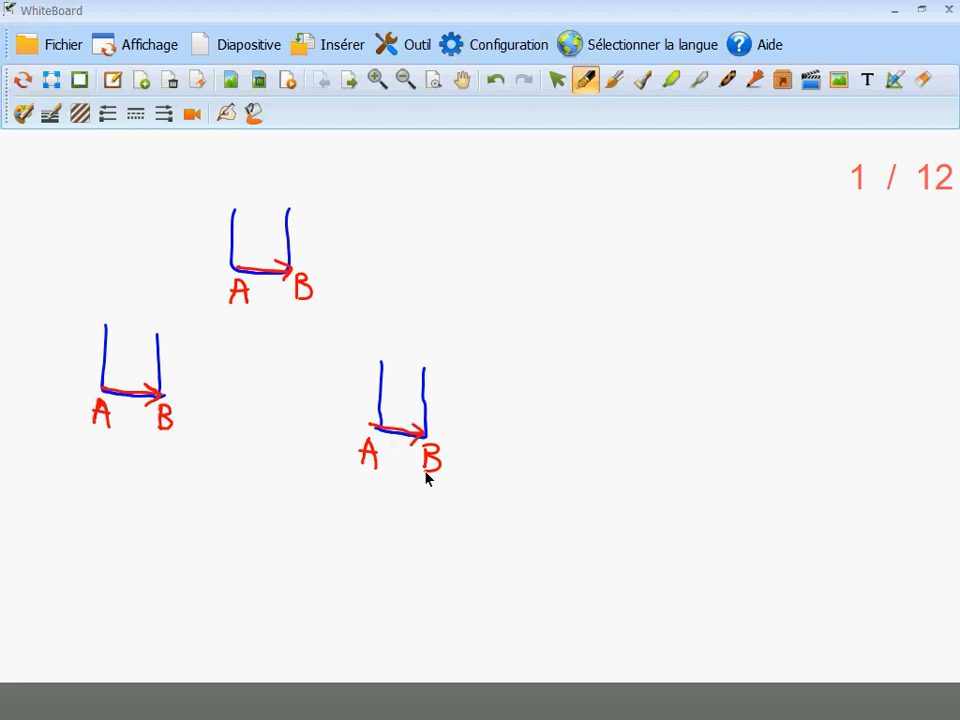 WhiteBoard
Fichier Affichage Diapositive Insérer Outil Configuration Sélectionner la langue Aide
T
1 / 12
A B
A B
A B